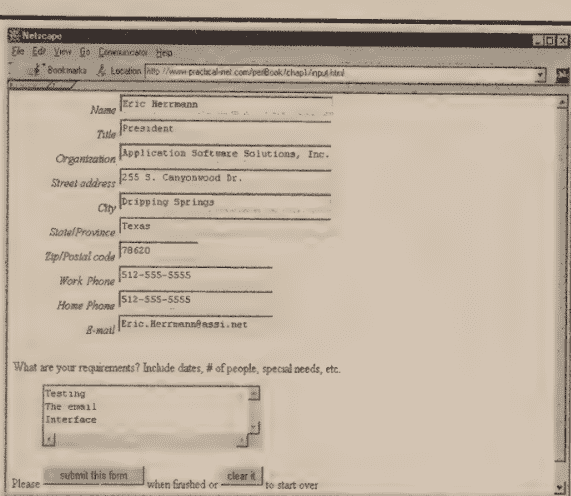 Netscape
File Edit View Go Communicator Help
Bookmarks Location http://www.practical-net.com/perlBook/chap1/input.html
Name Eric Herrmann
Title President
Organization Application Software Solutions, Inc.
Street address 255 S. Canyonwood Dr.
City Dripping Springs
State/Province Texas
Zip/Postal code 78620
Work Phone 512-555-5555
Home Phone 512-555-5555
E-mail Eric.Herrmann@assi.net
What are your requirements? Include dates, # of people, special needs, etc.
Testing
The email
Interface
Please submit this form when finished or clear it to start over